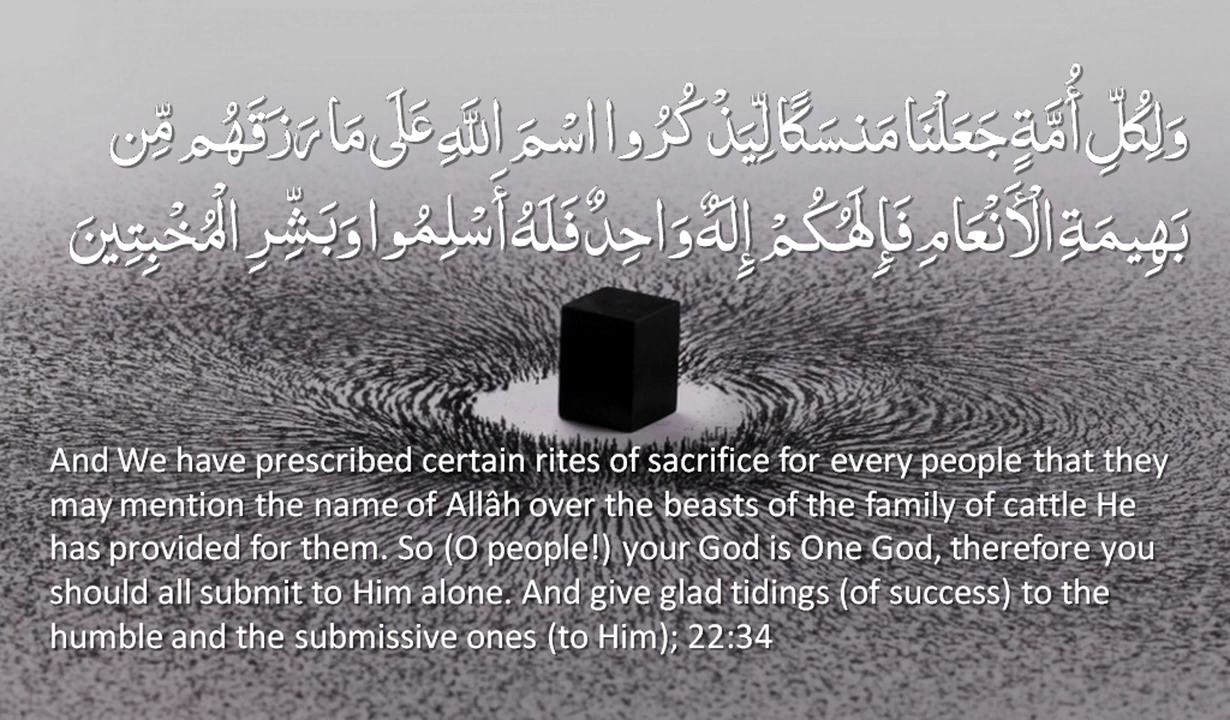 وَلِكُلِّ أُمَّةٍ جَعَلْنَا مَنسَكًا لِّيَذْكُرُوا اسْمَ اللَّهِ عَلَى مَا رَزَقَهُم مِّن
بَهِيمَةِ الْأَنْعَامِ فَإِلَهُكُمْ إِلَهٌ وَاحِدٌ فَلَهُ أَسْلِمُوا وَبَشِّرِ الْمُخْبِتِينَ
And We have prescribed certain rites of sacrifice for every people that they
may mention the name of Allâh over the beasts of the family of cattle He
has provided for them. So (O people!) your God is One God, therefore you
should all submit to Him alone. And give glad tidings (of success) to the
humble and the submissive ones (to Him); 22:34